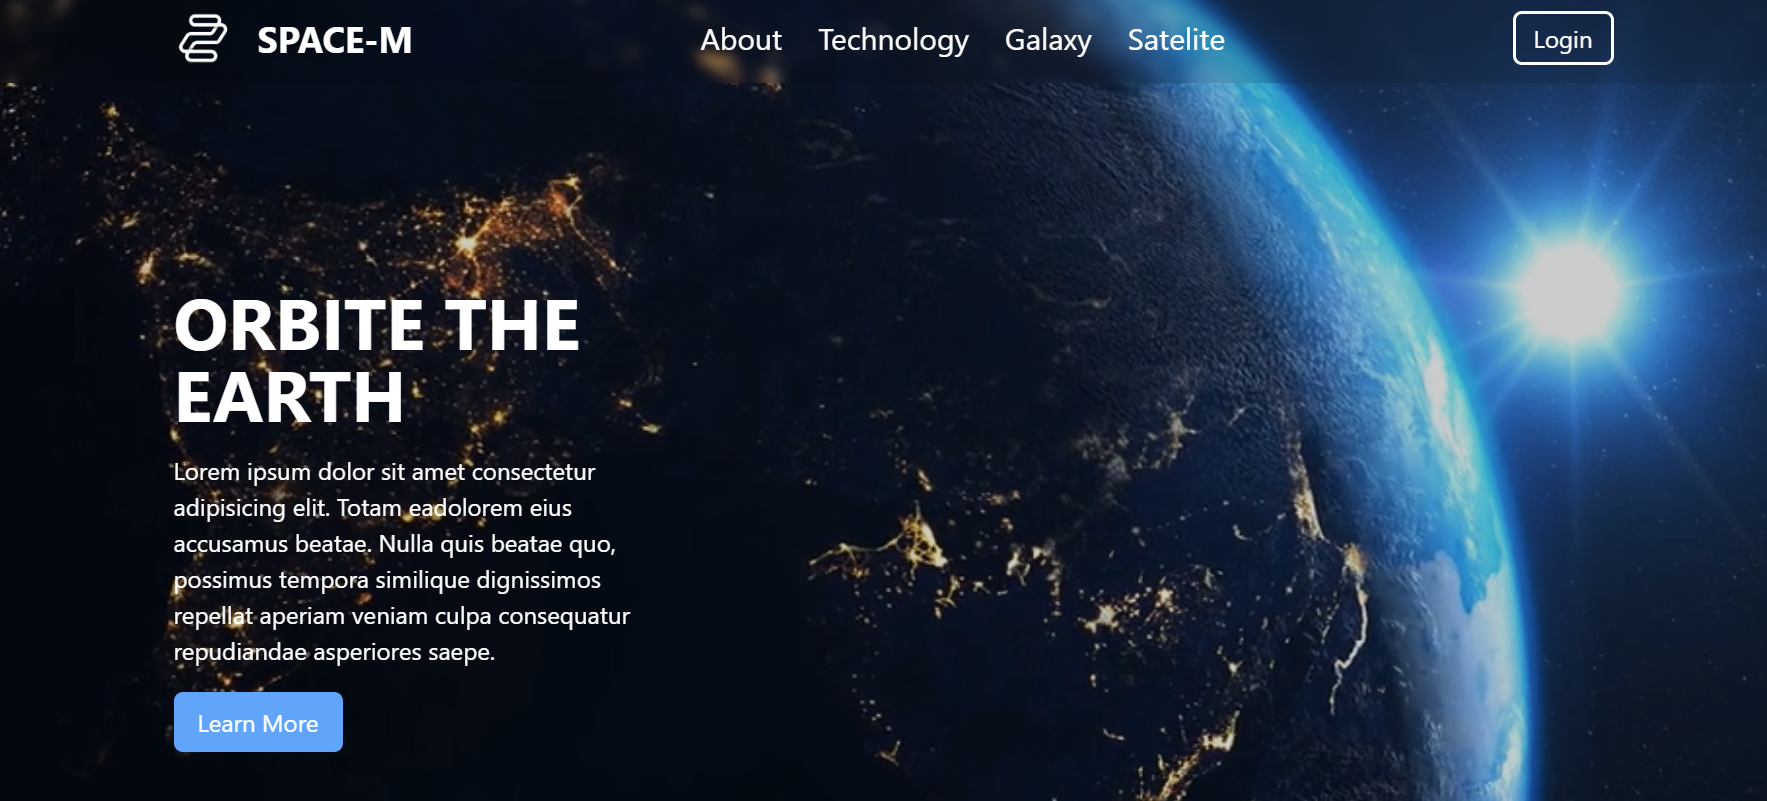 SPACE-M
About Technology Galaxy Satelite
Login
ORBITE THE
EARTH
Lorem ipsum dolor sit amet consectetur
adipisicing elit. Totam eadolorem eius
accusamus beatae. Nulla quis beatae quo,
possimus tempora similique dignissimos
repellat aperiam veniam culpa consequatur
repudiandae asperiores saepe.
Learn More